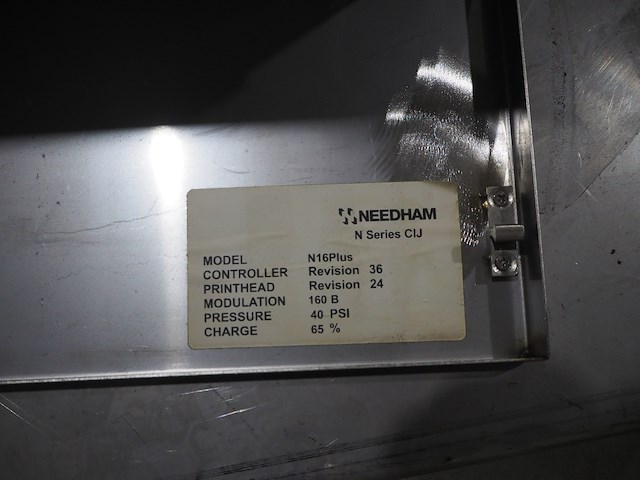 NEEDHAM
N Series CIJ
MODEL N16Plus
CONTROLLER Revision 36
PRINTHEAD Revision 24
MODULATION 160 B
PRESSURE 40 PSI
CHARGE 65 %